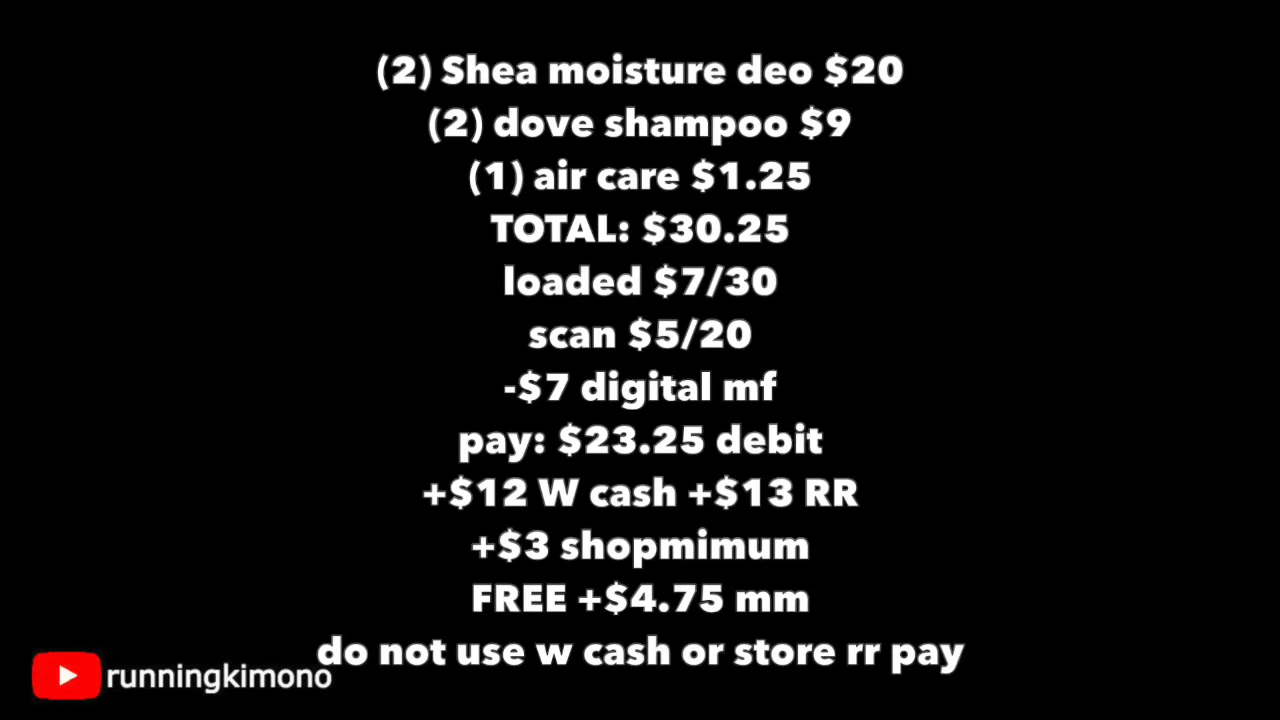 (2) Shea moisture deo $20
(2) dove shampoo $9
(1) air care $1.25
TOTAL: $30.25
loaded $7/30
scan $5/20
-$7 digital mf
pay: $23.25 debit
+$12 W cash +$13 RR
+$3 shopmimum
FREE +$4.75 mm
do not use w cash or store rr pay
runningkimono